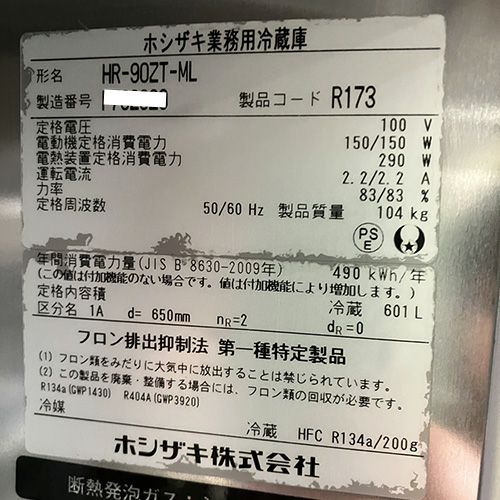 ホシザキ業務用冷蔵庫
形名 HR-90ZT-ML
製造番号 製品コード R173
定格電圧 100 V
電動機定格消費電力 150/150 W
電熱装置定格消費電力 290 W
運転電流 2.2/2.2 A
力率 83/83 %
定格周波数 50/60 Hz 製品質量 104 kg
PS E
年間消費電力量(JIS B 8630-2009年) 490 kWh/年
(この値は付加機能のない場合です。値は付加機能により増加します。)
定格内容積 冷蔵 601 L
区分名 1A d= 650mm nR=2 dR=0
フロン排出抑制法 第一種特定製品
(1) フロン類をみだりに大気中に放出することは禁じられています。
(2) この製品を廃棄・整備する場合には、フロン類の回収が必要です。
R134a(GWP1430) R404A(GWP3920)
冷媒 冷蔵 HFC R134a/200g
ホシザキ株式会社
断熱発泡ガス